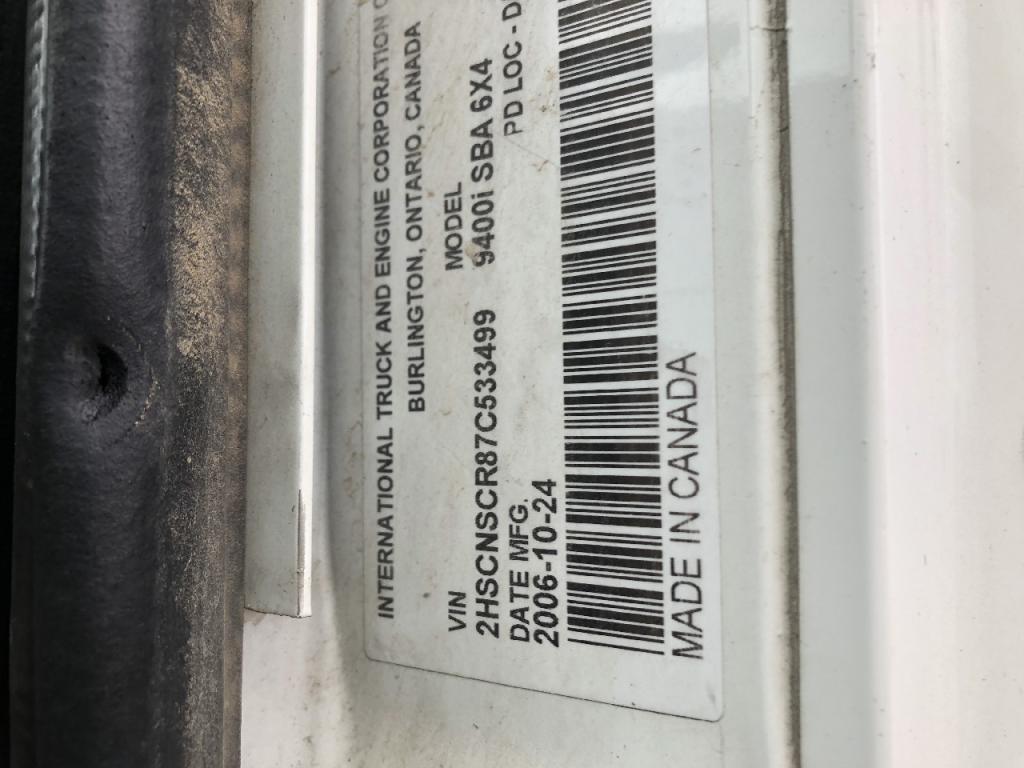 INTERNATIONAL TRUCK AND ENGINE CORPORATION
BURLINGTON, ONTARIO, CANADA
VIN MODEL
2HSCNSCR87C533499 9400i SBA 6X4
DATE MFG. PD LOC - D
2006-10-24
MADE IN CANADA